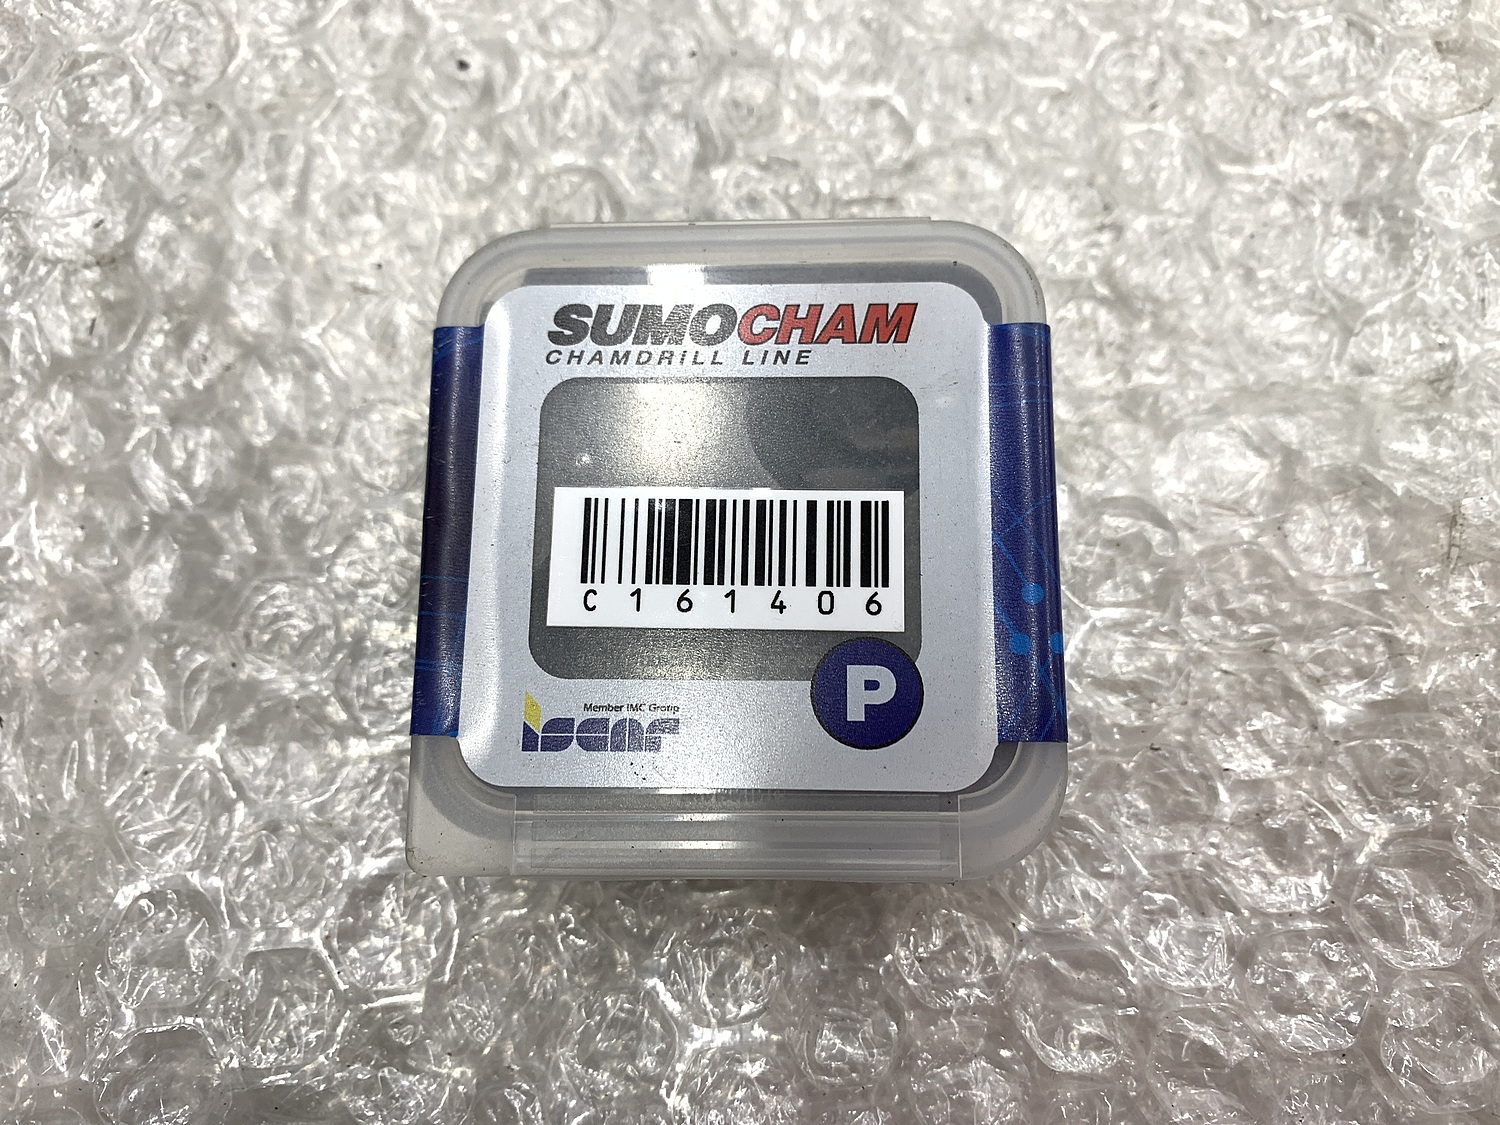 SUMOCHAM
CHAMDRILL LINE
C161406
P
Member IMC Group
iscar